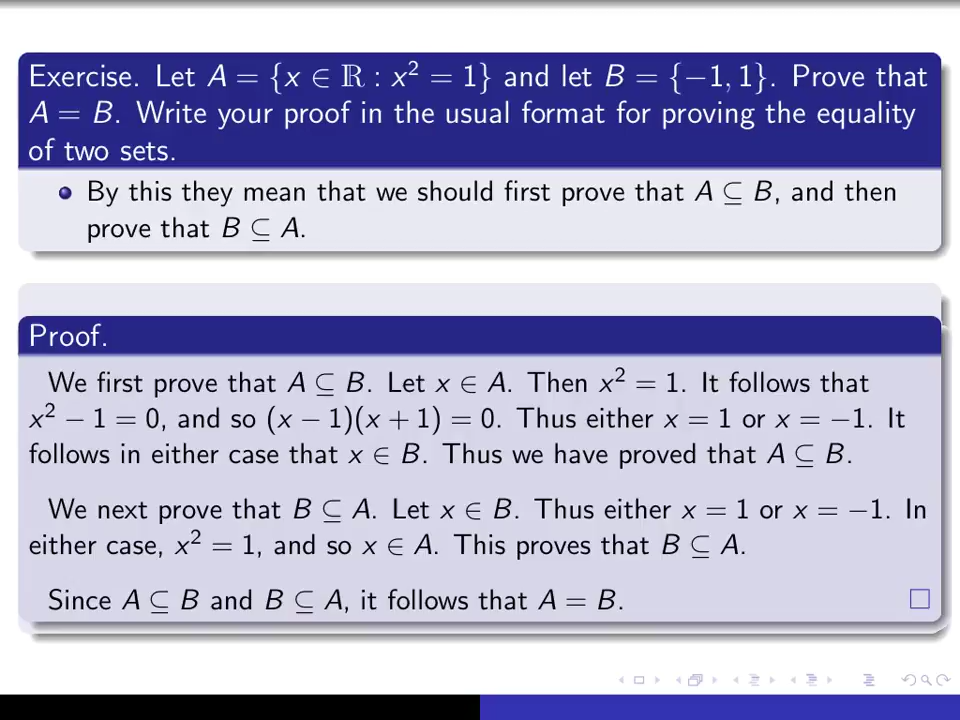 Exercise. Let A = {x ∈ ℝ : x² = 1} and let B = {−1, 1}. Prove that
A = B. Write your proof in the usual format for proving the equality
of two sets.
By this they mean that we should first prove that A ⊆ B, and then
prove that B ⊆ A.
Proof.
We first prove that A ⊆ B. Let x ∈ A. Then x² = 1. It follows that
x² − 1 = 0, and so (x − 1)(x + 1) = 0. Thus either x = 1 or x = −1. It
follows in either case that x ∈ B. Thus we have proved that A ⊆ B.
We next prove that B ⊆ A. Let x ∈ B. Thus either x = 1 or x = −1. In
either case, x² = 1, and so x ∈ A. This proves that B ⊆ A.
Since A ⊆ B and B ⊆ A, it follows that A = B. □